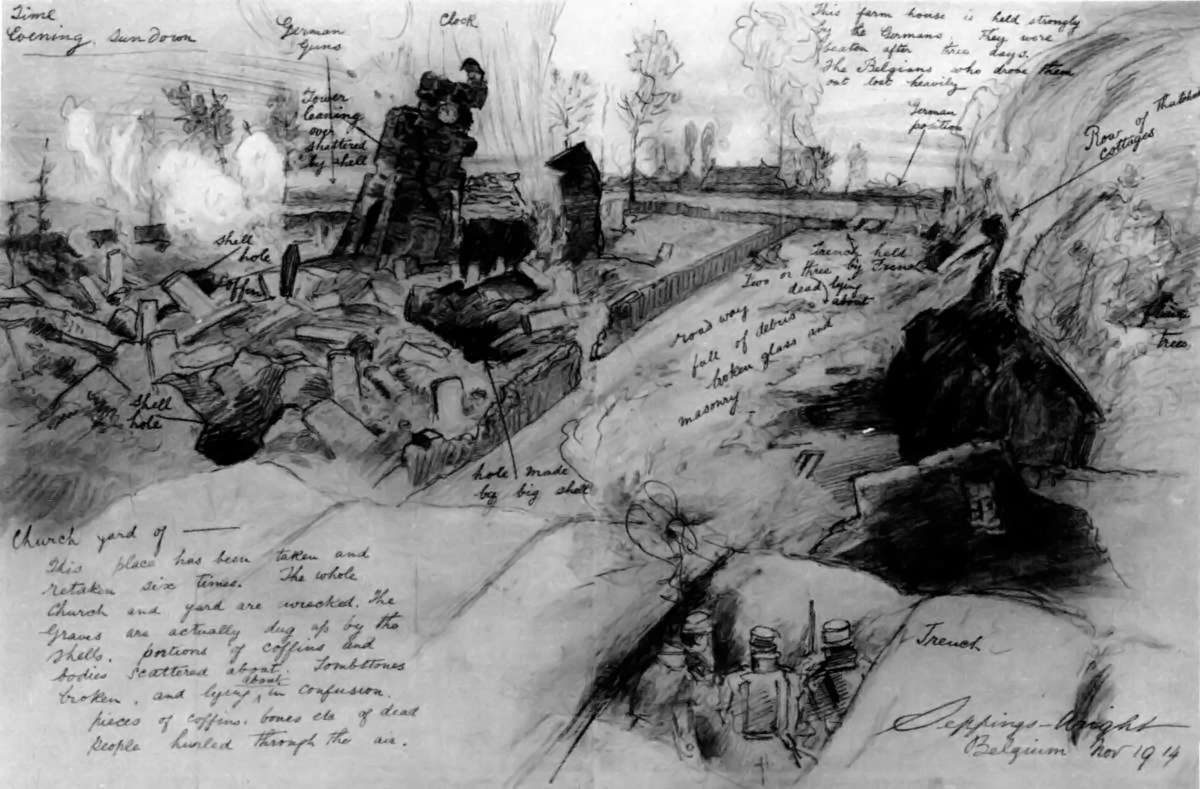 Time
Evening. Sun Down
German
Guns
Clock
This farm house is held strongly
by the Germans. They were
beaten after tree days.
The Belgians who drove them
out lost heavily
German
position
Row of thatched
cottages
Tower
leaning
over
shattered
by shell
shell
hole
coffin
Trench held
Two or three by French
dead lying
about
road way
full of debris
broken glass and
masonry
flaming
trees
shell
hole
hole made
by big shell
Church yard of ——
This place has been taken and
retaken six times. The whole
Church and yard are wrecked. The
Graves are actually dug up by the
shells. portions of coffins and
bodies scattered about. Tombstones
broken, and lying about in confusion.
pieces of coffins. bones etc of dead
people hurled through the air.
Trench
Seppings-Wright
Belgium Nov 1914